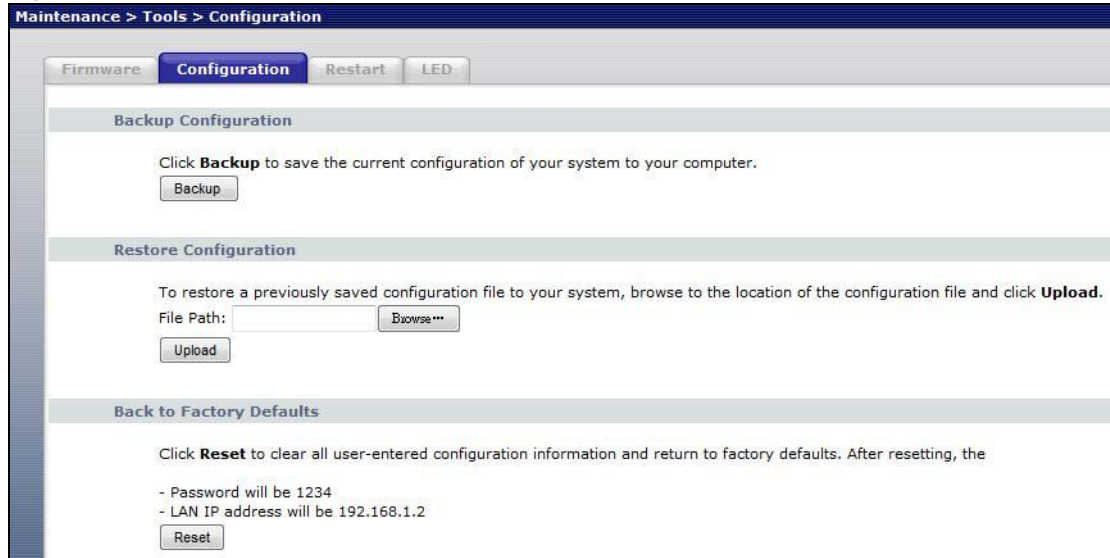 Maintenance > Tools > Configuration
Firmware Configuration Restart LED
Backup Configuration
Click Backup to save the current configuration of your system to your computer.
Backup
Restore Configuration
To restore a previously saved configuration file to your system, browse to the location of the configuration file and click Upload.
File Path: Browse...
Upload
Back to Factory Defaults
Click Reset to clear all user-entered configuration information and return to factory defaults. After resetting, the
- Password will be 1234
- LAN IP address will be 192.168.1.2
Reset